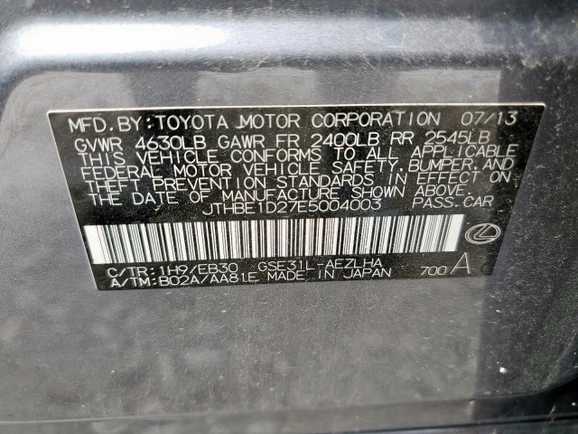 MFD. BY: TOYOTA MOTOR CORPORATION 07/13
GVWR 4630LB GAWR FR 2400LB RR 2545LB
THIS VEHICLE CONFORMS TO ALL APPLICABLE
FEDERAL MOTOR VEHICLE SAFETY, BUMPER, AND
THEFT PREVENTION STANDARDS IN EFFECT ON
THE DATE OF MANUFACTURE SHOWN ABOVE.
JTHBE1D27E5004003 PASS.CAR
C/TR: 1H9/EB30 GSE31L-AEZLHA
A/TM: B02A/AA81E MADE IN JAPAN 700 A